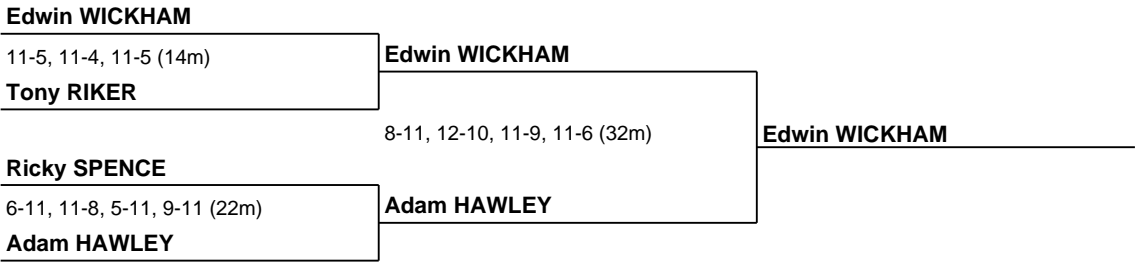 Edwin WICKHAM
11-5, 11-4, 11-5 (14m)
Edwin WICKHAM
Tony RIKER
8-11, 12-10, 11-9, 11-6 (32m)
Edwin WICKHAM
Ricky SPENCE
6-11, 11-8, 5-11, 9-11 (22m)
Adam HAWLEY
Adam HAWLEY